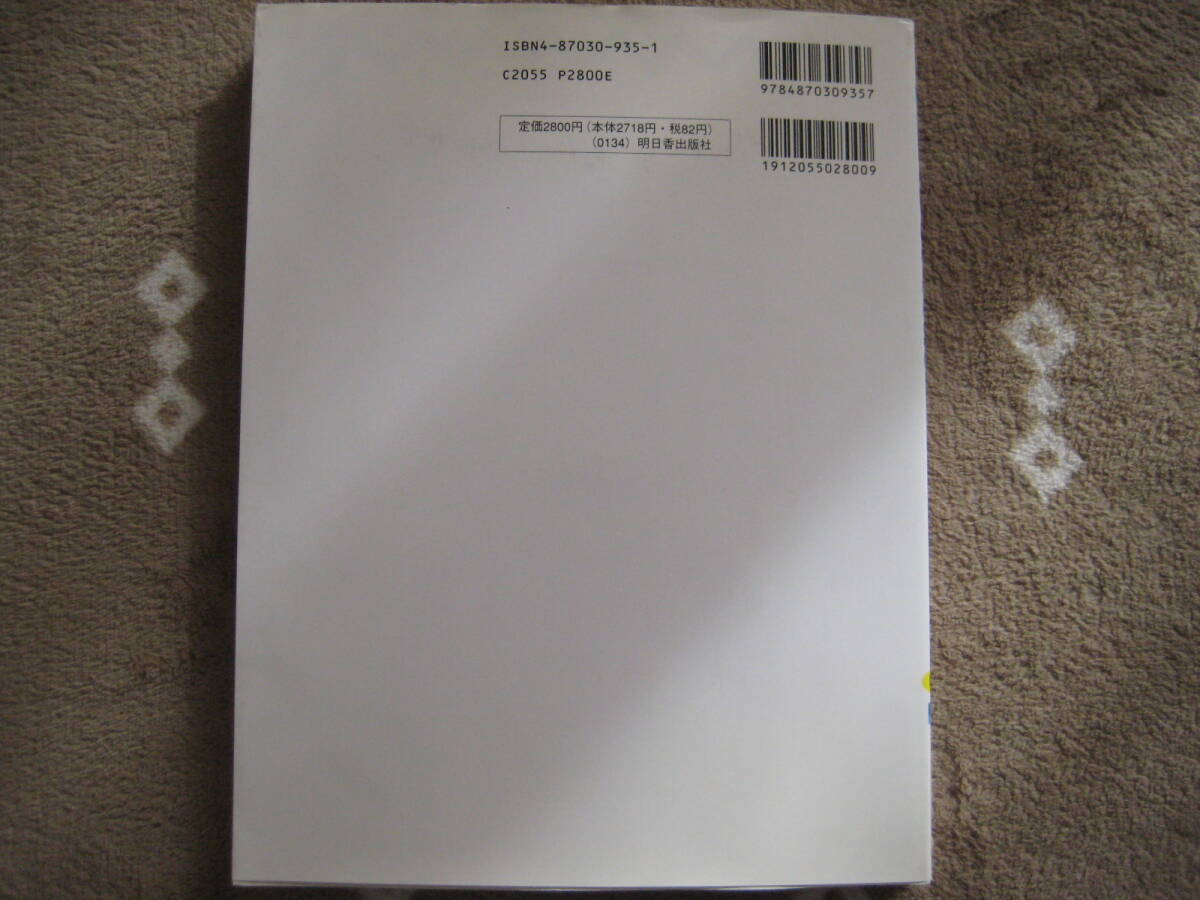 ISBN4-87030-935-1
C2055 P2800E
9784870309357
定価2800円(本体2718円・税82円)
(0134) 明日香出版社
1912055028009